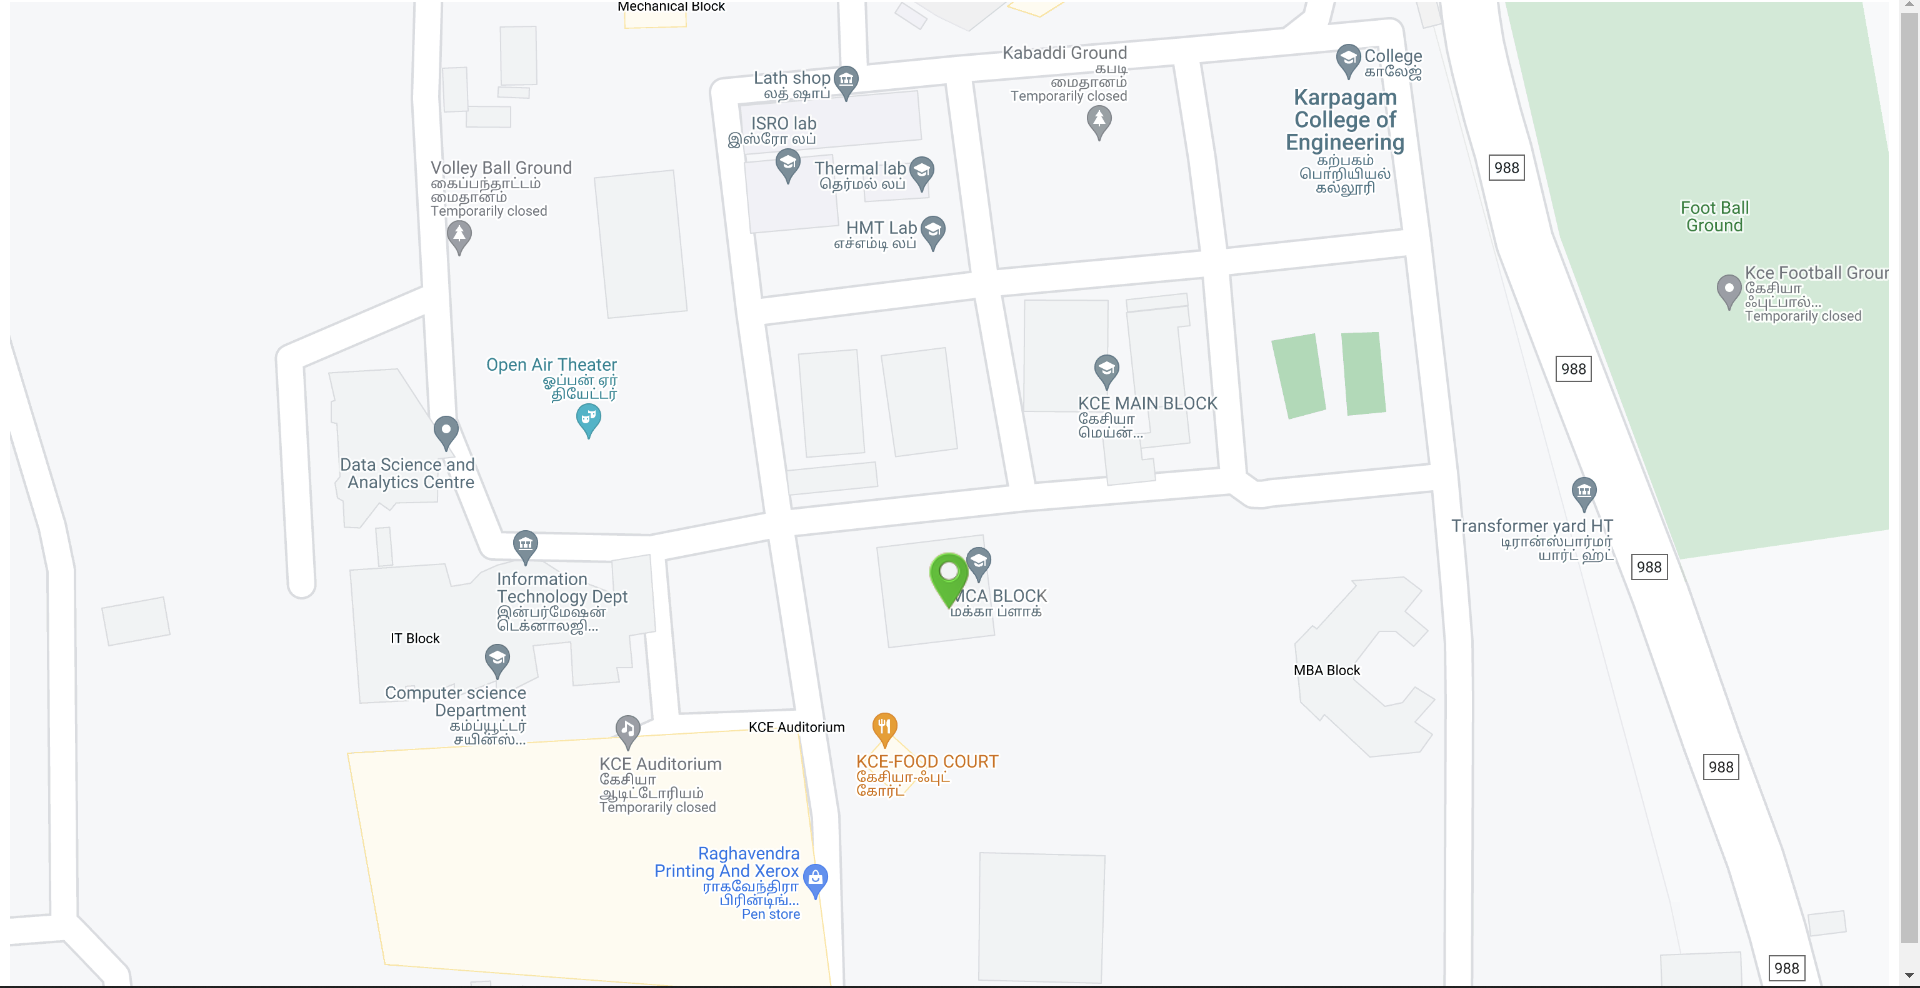 Mechanical Block
Kabaddi Ground
கபடி
மைதானம்
Temporarily closed
College
காலேஜ்
Lath shop
லத் ஷாப்
Karpagam
College of
Engineering
கற்பகம்
பொறியியல்
கல்லூரி
ISRO lab
இஸ்ரோ லப்
Thermal lab
தெர்மல் லப்
Volley Ball Ground
கைப்பந்தாட்டம்
மைதானம்
Temporarily closed
988
HMT Lab
எச்எம்டி லப்
Foot Ball
Ground
Kce Football Groun
கேசியா
ஃபுட்பால்...
Temporarily closed
Open Air Theater
ஓப்பன் ஏர்
தியேட்டர்
988
KCE MAIN BLOCK
கேசியா
மெய்ன்...
Data Science and
Analytics Centre
Transformer yard HT
டிரான்ஸ்பார்மர்
யார்ட் ஹ்ட்
988
Information
Technology Dept
இன்பர்மேஷன்
டெக்னாலஜி...
MCA BLOCK
மக்கா ப்ளாக்
IT Block
MBA Block
Computer science
Department
கம்ப்யூட்டர்
சயின்ஸ்...
KCE Auditorium
KCE Auditorium
கேசியா
ஆடிட்டோரியம்
Temporarily closed
KCE-FOOD COURT
கேசியா-ஃபுட்
கோர்ட்
988
Raghavendra
Printing And Xerox
ராகவேந்திரா
பிரின்டிங்...
Pen store
988